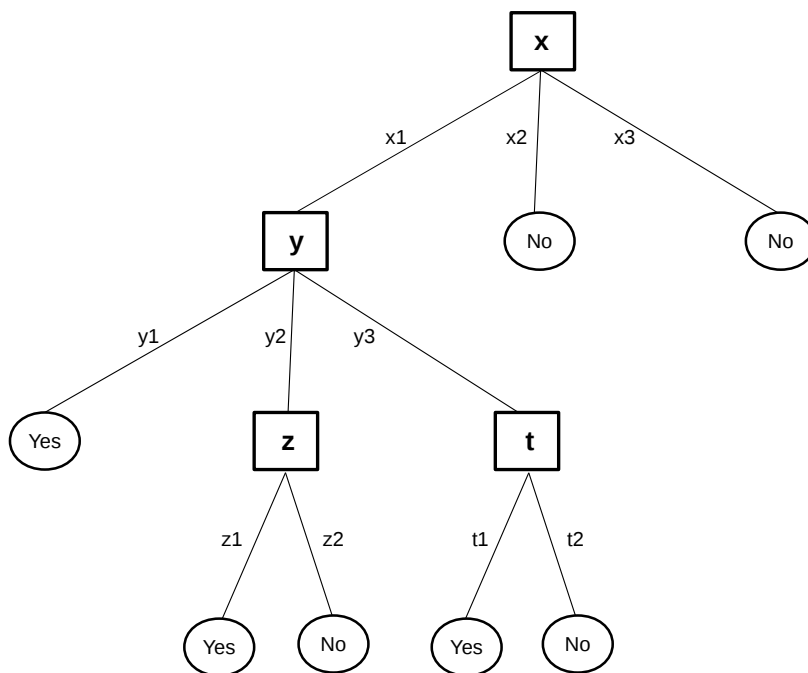 x
x1 x2 x3
y No No
y1 y2 y3
Yes z t
z1 z2 t1 t2
Yes No Yes No